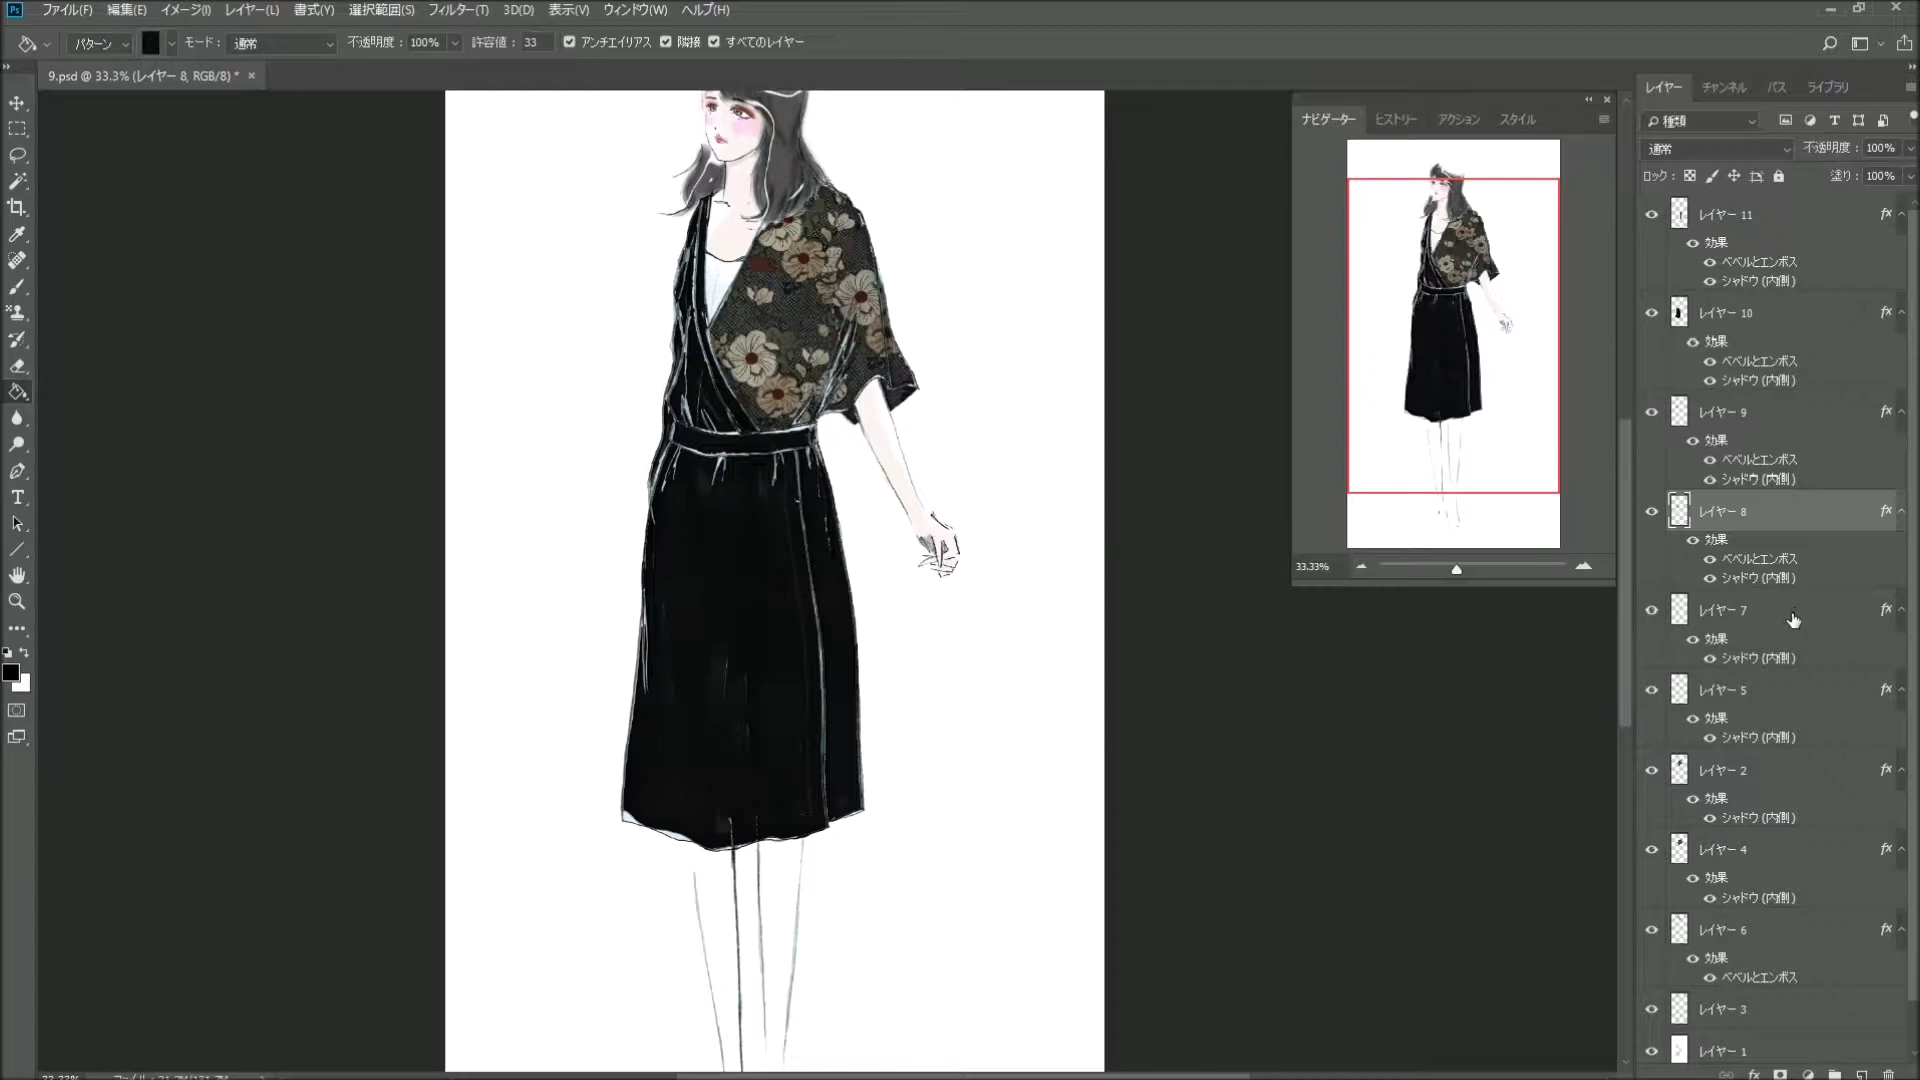 Ps ファイル(F) 編集(E) イメージ(I) レイヤー(L) 書式(Y) 選択範囲(S) フィルター(T) 3D(D) 表示(V) ウィンドウ(W) ヘルプ(H)
パターン モード： 通常 不透明度： 100% 許容値： 33 アンチエイリアス 隣接 すべてのレイヤー
9.psd @ 33.3% (レイヤー 8, RGB/8) *
ナビゲーター ヒストリー アクション スタイル
33.33%
レイヤー チャンネル パス ライブラリ
種類
通常 不透明度： 100%
ロック： 塗り： 100%
レイヤー 11 fx
効果
ベベルとエンボス
シャドウ (内側)
レイヤー 10 fx
効果
ベベルとエンボス
シャドウ (内側)
レイヤー 9 fx
効果
ベベルとエンボス
シャドウ (内側)
レイヤー 8 fx
効果
ベベルとエンボス
シャドウ (内側)
レイヤー 7 fx
効果
シャドウ (内側)
レイヤー 5 fx
効果
シャドウ (内側)
レイヤー 2 fx
効果
シャドウ (内側)
レイヤー 4 fx
効果
シャドウ (内側)
レイヤー 6 fx
効果
ベベルとエンボス
レイヤー 3
レイヤー 1
fx